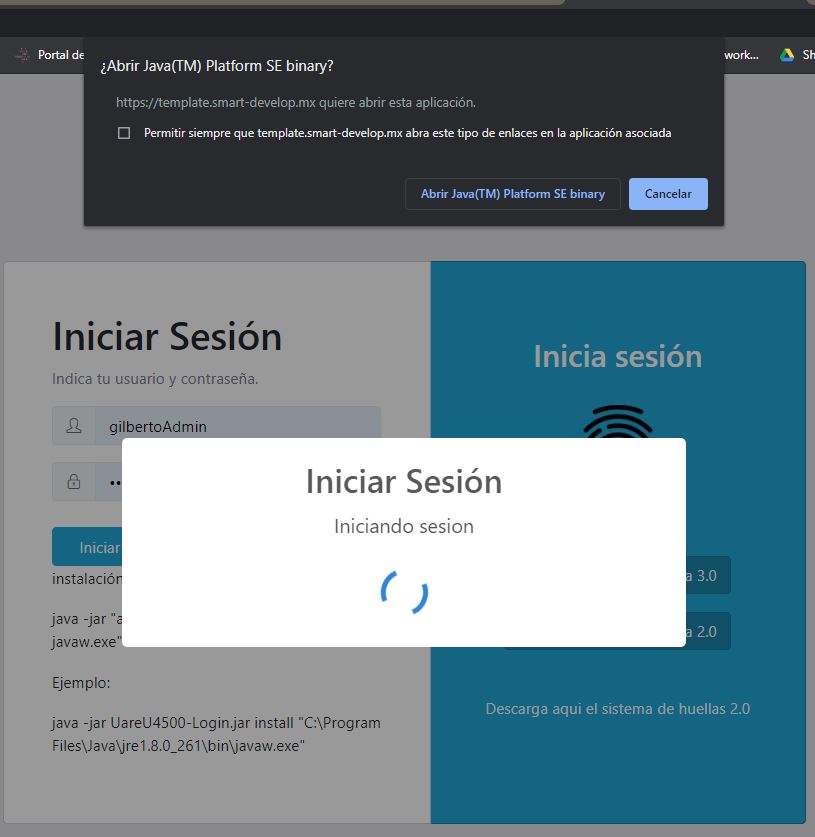 Portal de
work...
Sh
¿Abrir Java(TM) Platform SE binary?
https://template.smart-develop.mx quiere abrir esta aplicación.
Permitir siempre que template.smart-develop.mx abra este tipo de enlaces en la aplicación asociada
Abrir Java(TM) Platform SE binary
Cancelar
Iniciar Sesión
Indica tu usuario y contraseña.
gilbertoAdmin
Iniciar
instalación
java -jar "a
javaw.exe"
Ejemplo:
java -jar UareU4500-Login.jar install "C:\Program
Files\Java\jre1.8.0_261\bin\javaw.exe"
Iniciar Sesión
Iniciando sesion
Inicia sesión
a 3.0
a 2.0
Descarga aqui el sistema de huellas 2.0